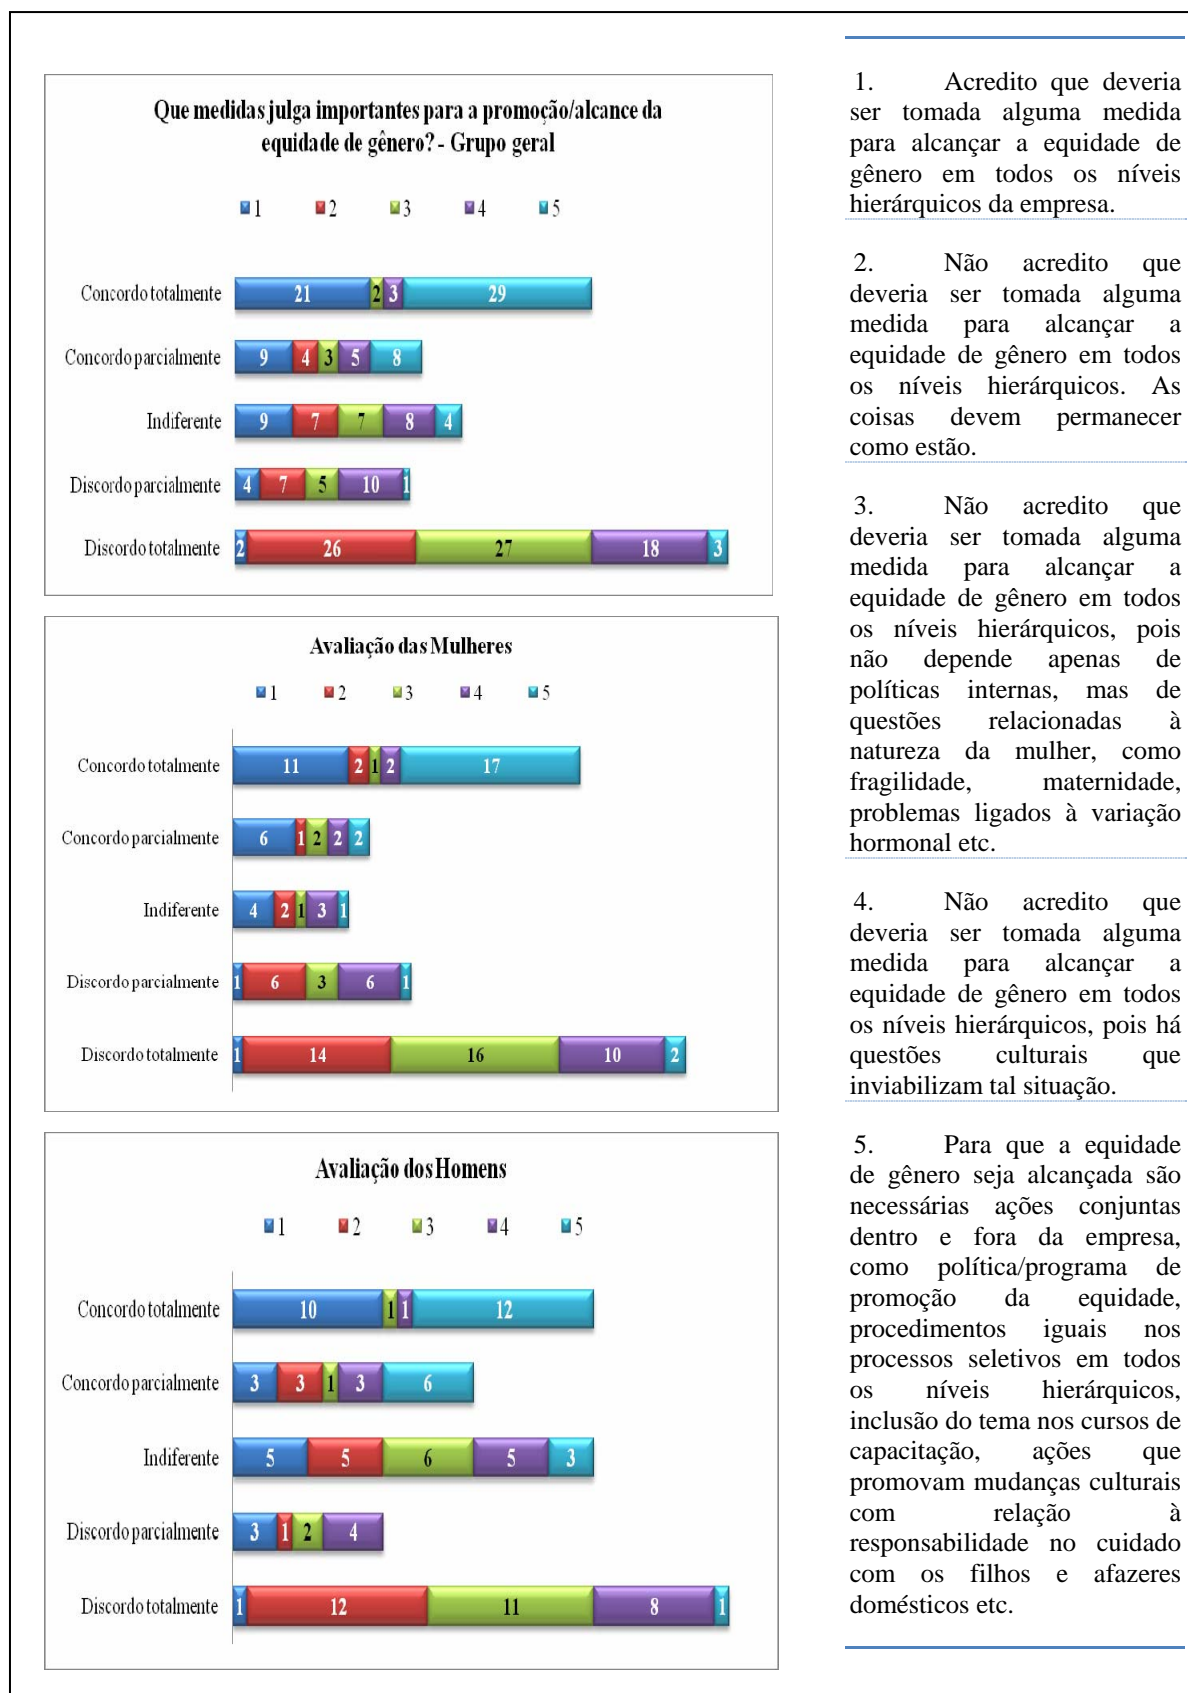 Que medidas julga importantes para a promoção/alcance da
equidade de gênero? - Grupo geral
1 2 3 4 5
Concordo totalmente 21 2 3 29
Concordo parcialmente 9 4 3 5 8
Indiferente 9 7 7 8 4
Discordo parcialmente 4 7 5 10 1
Discordo totalmente 2 26 27 18 3
Avaliação das Mulheres
1 2 3 4 5
Concordo totalmente 11 2 1 2 17
Concordo parcialmente 6 1 2 2 2
Indiferente 4 2 1 3 1
Discordo parcialmente 1 6 3 6 1
Discordo totalmente 1 14 16 10 2
Avaliação dos Homens
1 2 3 4 5
Concordo totalmente 10 1 1 12
Concordo parcialmente 3 3 1 3 6
Indiferente 5 5 6 5 3
Discordo parcialmente 3 1 2 4
Discordo totalmente 1 12 11 8 1
1. Acredito que deveria
ser tomada alguma medida
para alcançar a equidade de
gênero em todos os níveis
hierárquicos da empresa.
2. Não acredito que
deveria ser tomada alguma
medida para alcançar a
equidade de gênero em todos
os níveis hierárquicos. As
coisas devem permanecer
como estão.
3. Não acredito que
deveria ser tomada alguma
medida para alcançar a
equidade de gênero em todos
os níveis hierárquicos, pois
não depende apenas de
políticas internas, mas de
questões relacionadas à
natureza da mulher, como
fragilidade, maternidade,
problemas ligados à variação
hormonal etc.
4. Não acredito que
deveria ser tomada alguma
medida para alcançar a
equidade de gênero em todos
os níveis hierárquicos, pois há
questões culturais que
inviabilizam tal situação.
5. Para que a equidade
de gênero seja alcançada são
necessárias ações conjuntas
dentro e fora da empresa,
como política/programa de
promoção da equidade,
procedimentos iguais nos
processos seletivos em todos
os níveis hierárquicos,
inclusão do tema nos cursos de
capacitação, ações que
promovam mudanças culturais
com relação à
responsabilidade no cuidado
com os filhos e afazeres
domésticos etc.